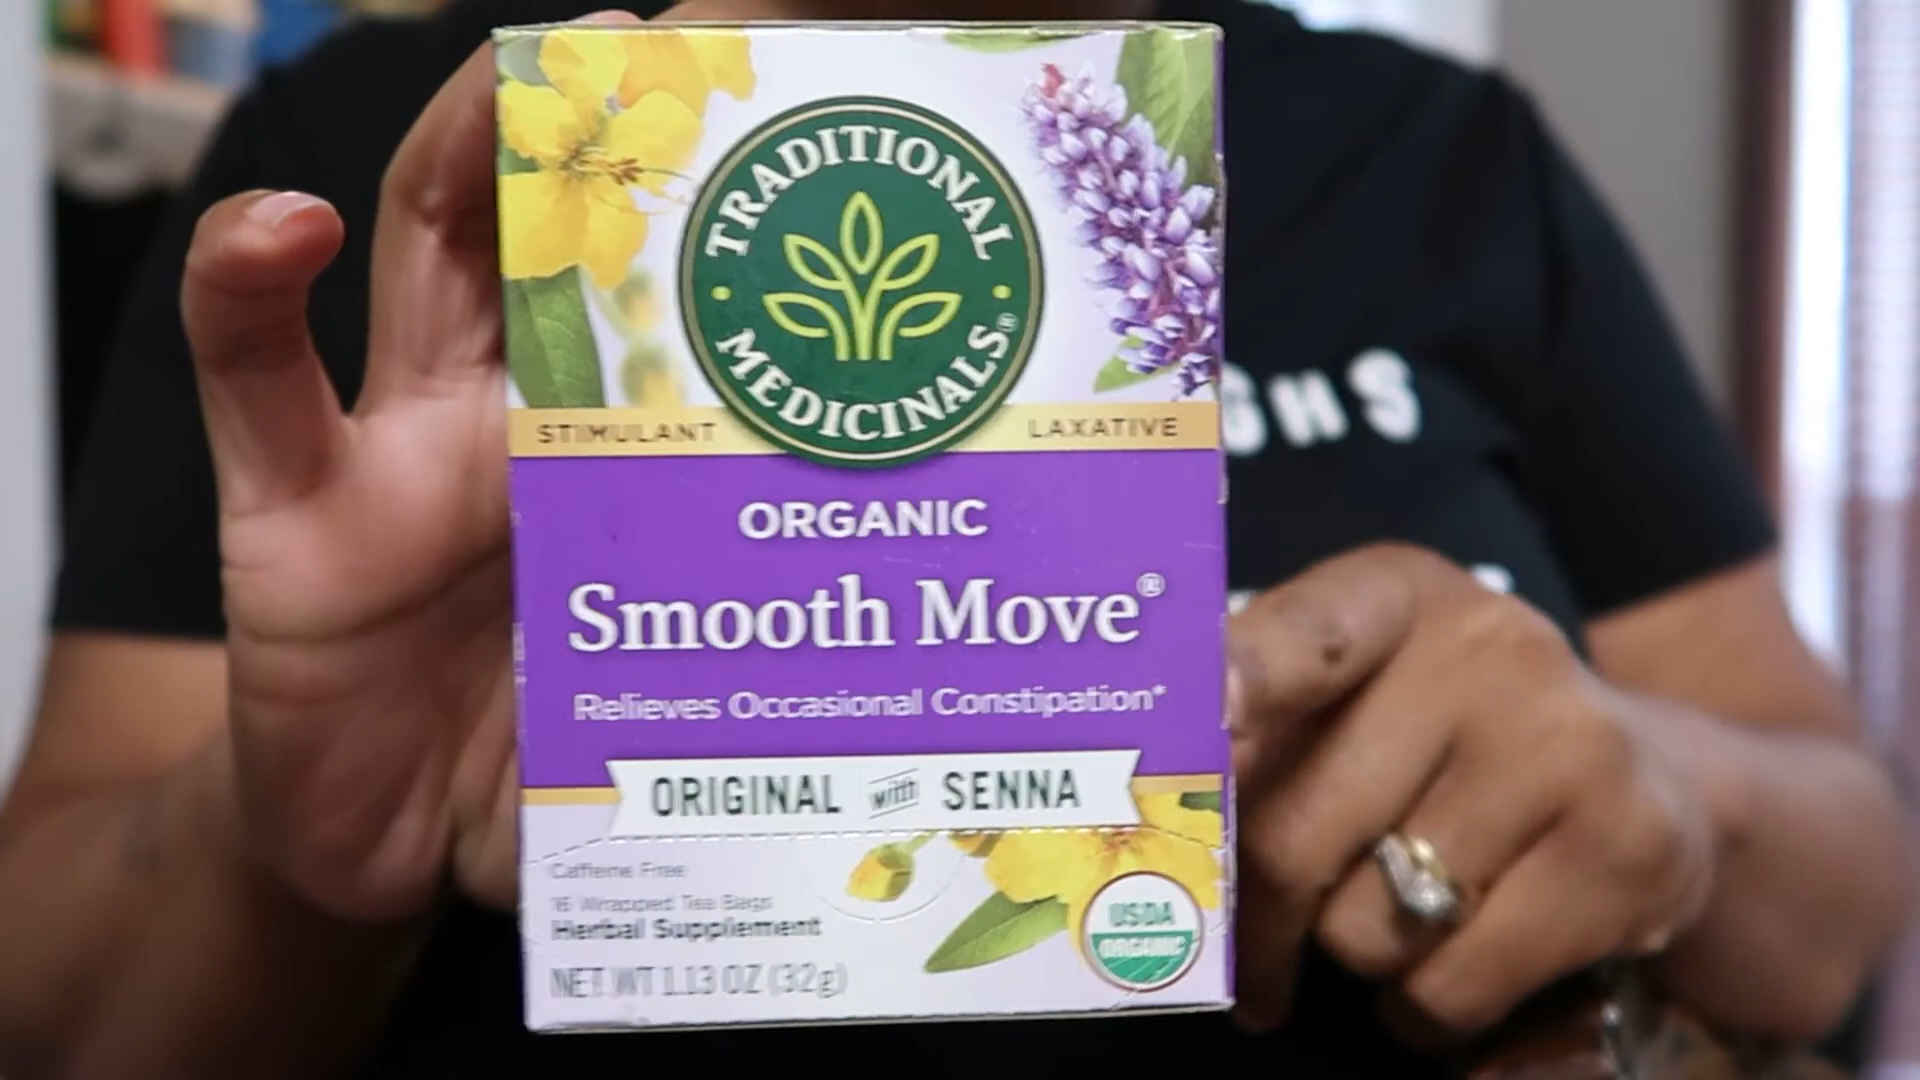 TRADITIONAL
MEDICINALS®
STIMULANT LAXATIVE
ORGANIC
Smooth Move®
Relieves Occasional Constipation*
ORIGINAL with SENNA
Caffeine Free
16 Wrapped Tea Bags
Herbal Supplement
NET WT 1.13 OZ (32g)
USDA
ORGANIC